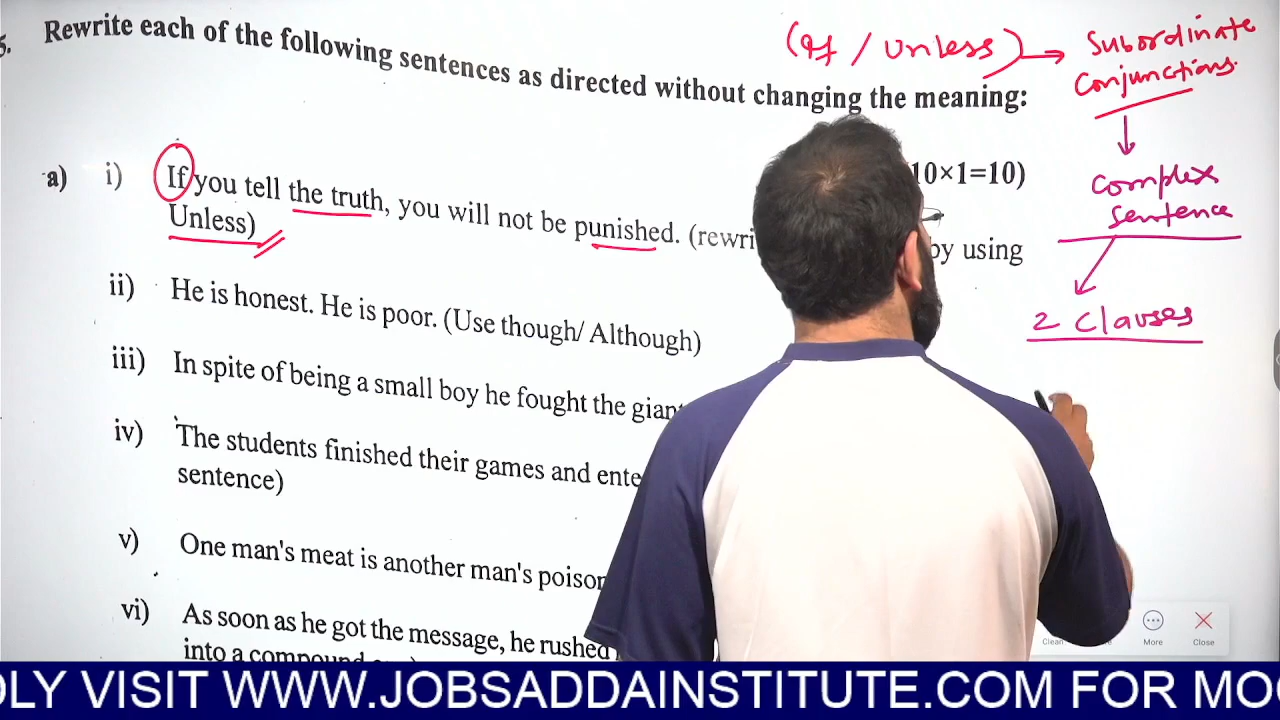 5. Rewrite each of the following sentences as directed without changing the meaning:
(If / Unless) → Subordinate
Conjunctions.
10×1=10)
Complex
Sentence
2 Clauses
a) i) If you tell the truth, you will not be punished. (rewri by using
Unless)
ii) He is honest. He is poor. (Use though/ Although)
iii) In spite of being a small boy he fought the
iv) The students finished their games and
sentence)
v) One man's meat is another man's poison
vi) As soon as he got the message, he rushed
into a compound
Clean More Close
VISIT WWW.JOBSADDAINSTITUTE.COM FOR